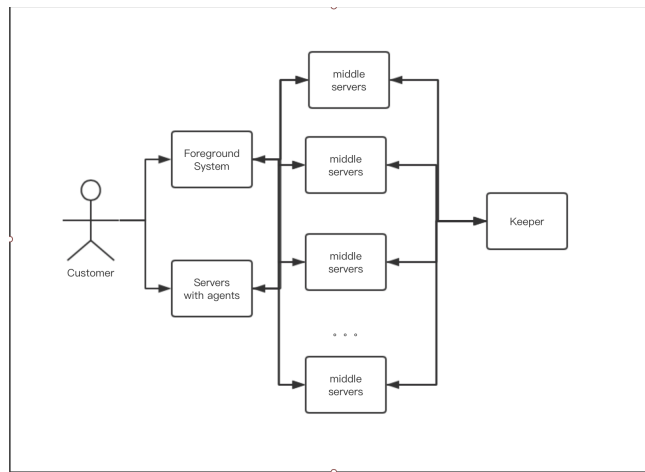 middle
servers
Foreground
System
middle
servers
Customer
Keeper
Servers
with agents
middle
servers
。。。
middle
servers